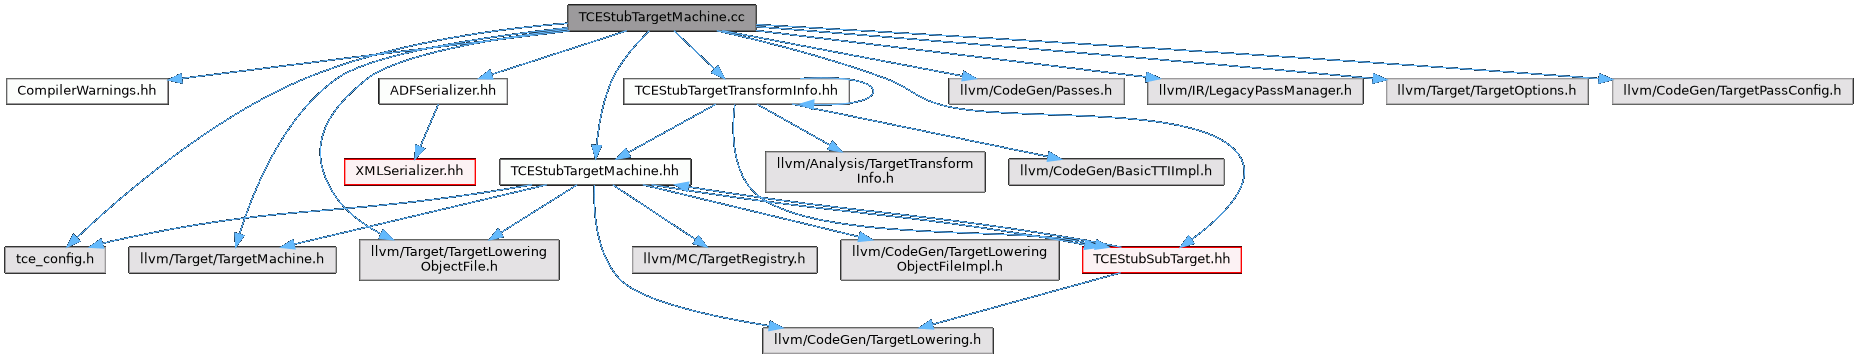 TCEStubTargetMachine.cc
CompilerWarnings.hh
ADFSerializer.hh
TCEStubTargetTransformInfo.hh
llvm/CodeGen/Passes.h
llvm/IR/LegacyPassManager.h
llvm/Target/TargetOptions.h
llvm/CodeGen/TargetPassConfig.h
XMLSerializer.hh
TCEStubTargetMachine.hh
llvm/Analysis/TargetTransform
Info.h
llvm/CodeGen/BasicTTIImpl.h
tce_config.h
llvm/Target/TargetMachine.h
llvm/Target/TargetLowering
ObjectFile.h
llvm/MC/TargetRegistry.h
llvm/CodeGen/TargetLowering
ObjectFileImpl.h
TCEStubSubTarget.hh
llvm/CodeGen/TargetLowering.h